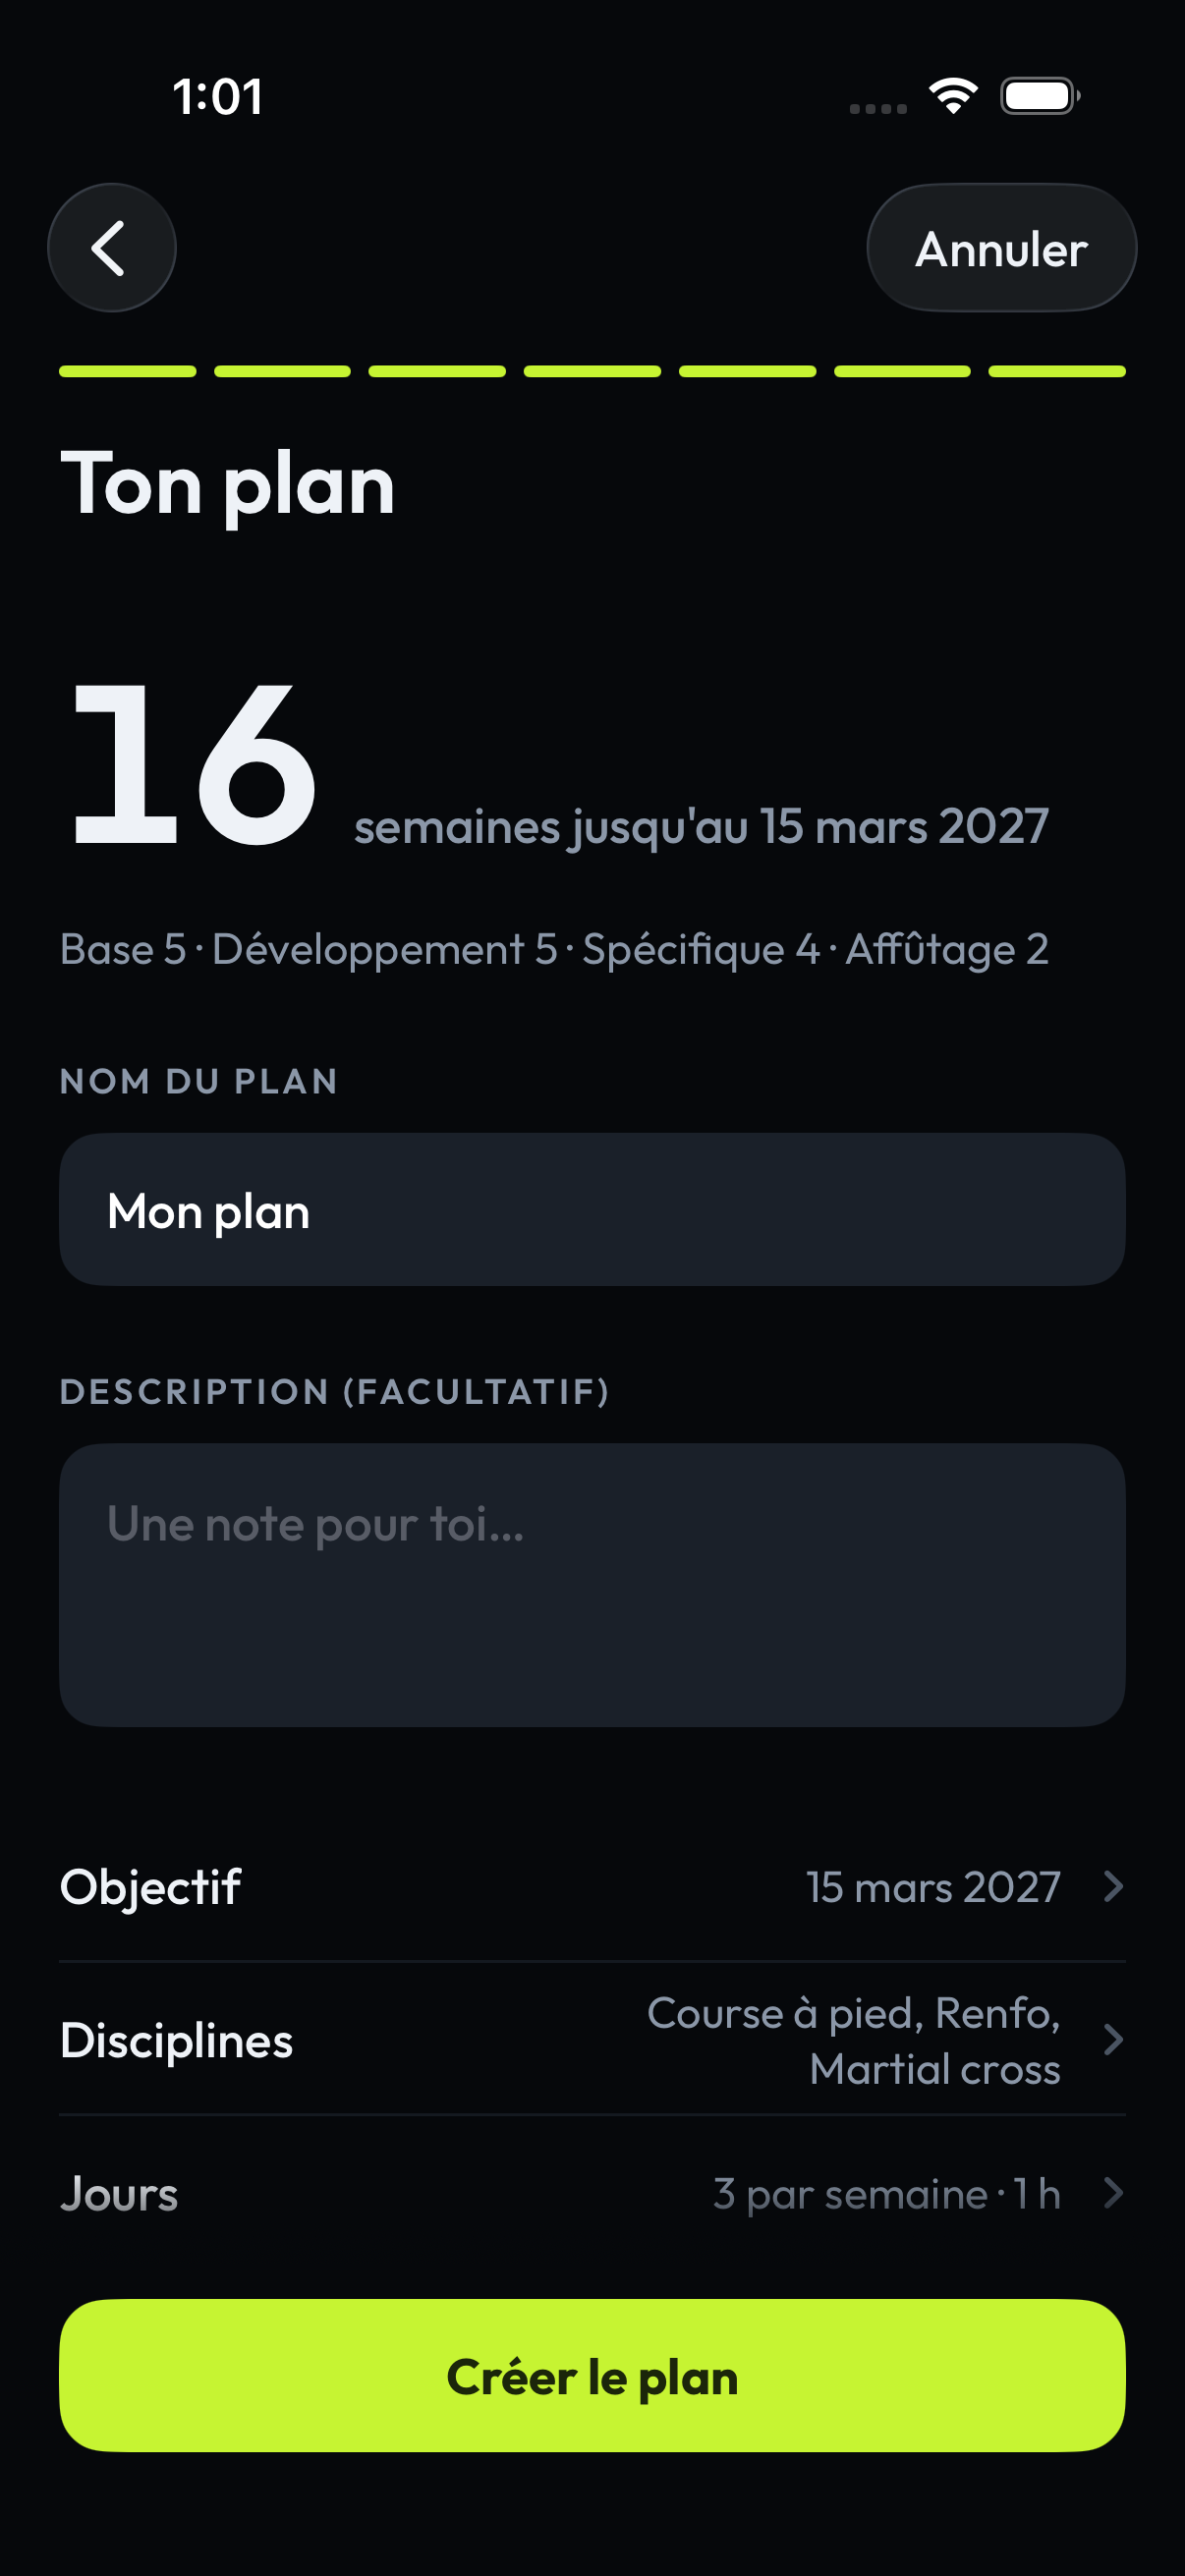 1:01
Annuler
Ton plan
16 semaines jusqu'au 15 mars 2027
Base 5 · Développement 5 · Spécifique 4 · Affûtage 2
NOM DU PLAN
Mon plan
DESCRIPTION (FACULTATIF)
Une note pour toi...
Objectif 15 mars 2027
Disciplines Course à pied, Renfo,
Martial cross
Jours 3 par semaine · 1 h
Créer le plan